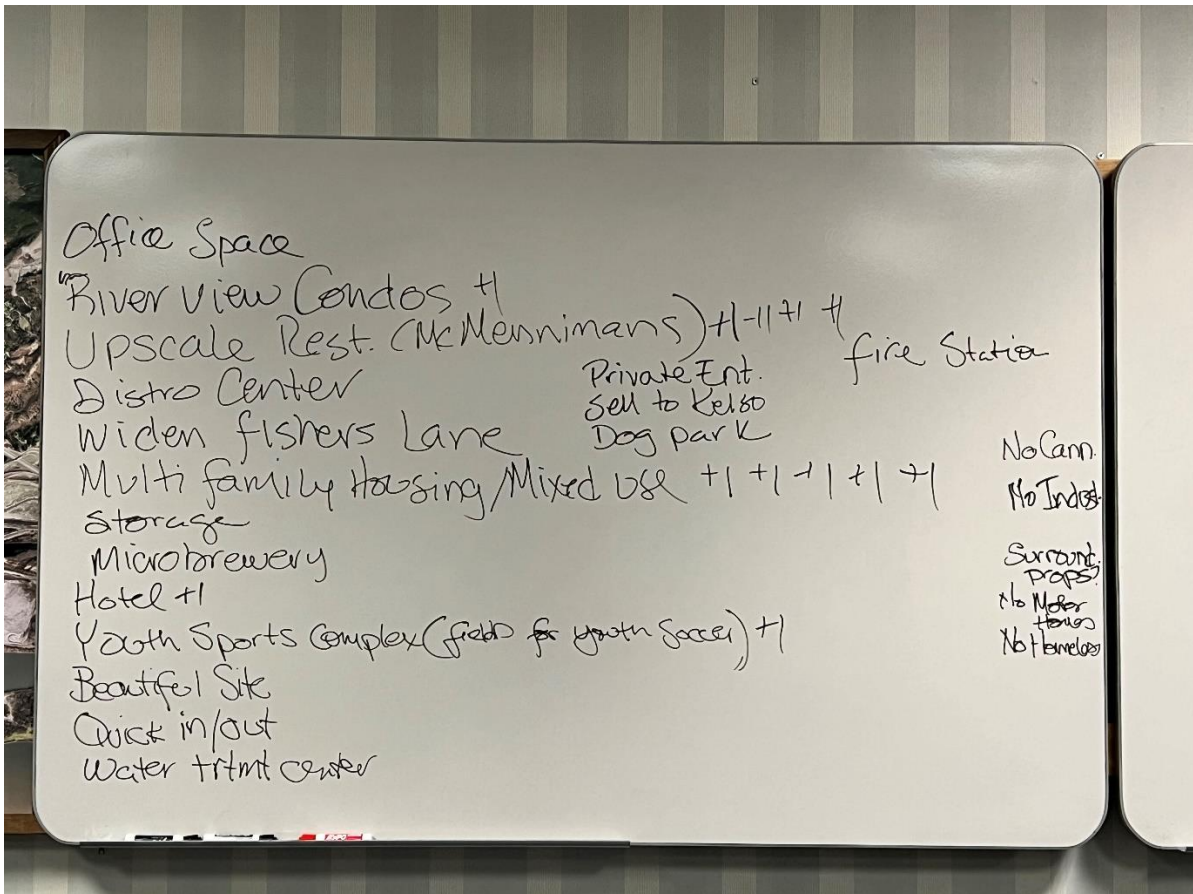 Office Space
River view Condos +1
Upscale Rest. (McMennimans) +1 -11 +1 +1
fire Station
Distro Center
Private Ent.
Sell to Kelso
Widen fishers Lane
Dog park
Multi family Housing/Mixed use +1 +1 +1 +1 +1
Storage
Microbrewery
Hotel +1
Youth Sports Complex (fields for youth Soccer) +1
Beautiful Site
Quick in/out
Water trtmt center
No Cann.
No Indust.
Surround.
props?
No Motor
Homes
No Homeless
EXPO